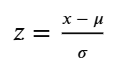 z = (x − μ) / σ